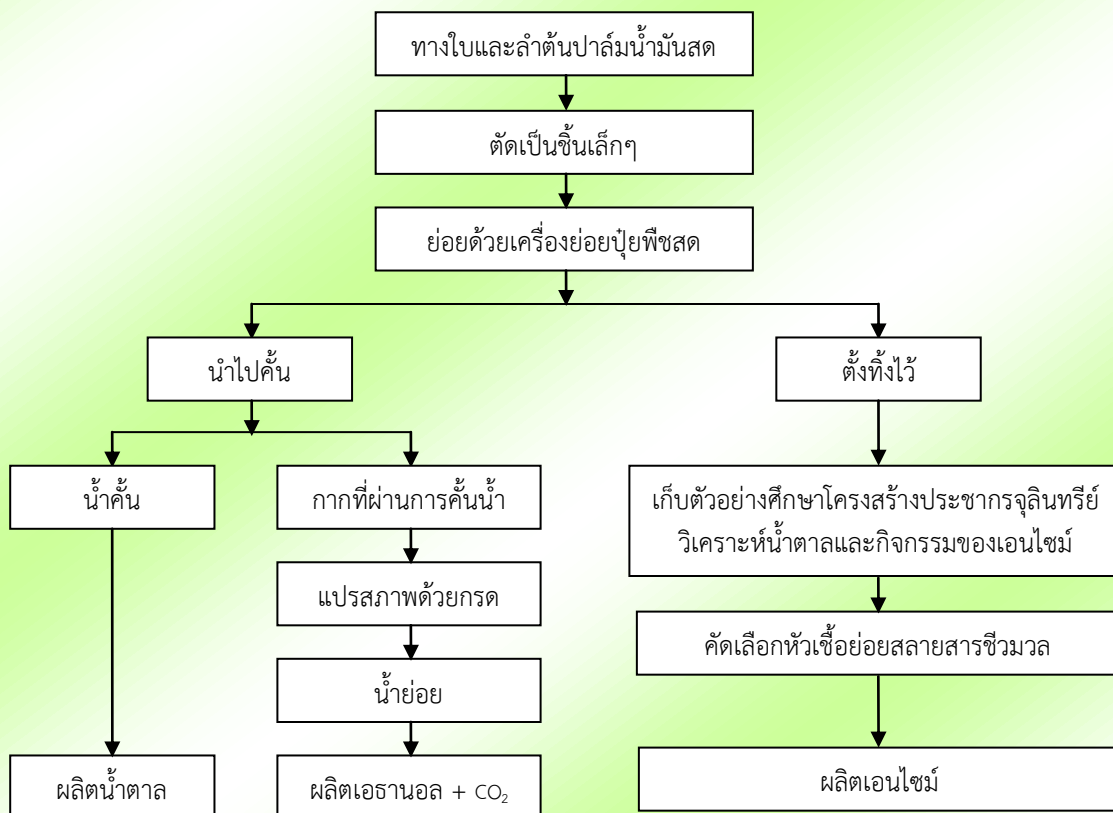 ทางใบและลำต้นปาล์มน้ำมันสด
ตัดเป็นชิ้นเล็กๆ
ย่อยด้วยเครื่องย่อยปุ๋ยพืชสด
นำไปคั้น
ตั้งทิ้งไว้
น้ำคั้น
กากที่ผ่านการคั้นน้ำ
เก็บตัวอย่างศึกษาโครงสร้างประชากรจุลินทรีย์
วิเคราะห์น้ำตาลและกิจกรรมของเอนไซม์
แปรสภาพด้วยกรด
คัดเลือกหัวเชื้อย่อยสลายสารชีวมวล
น้ำย่อย
ผลิตน้ำตาล
ผลิตเอธานอล + CO₂
ผลิตเอนไซม์